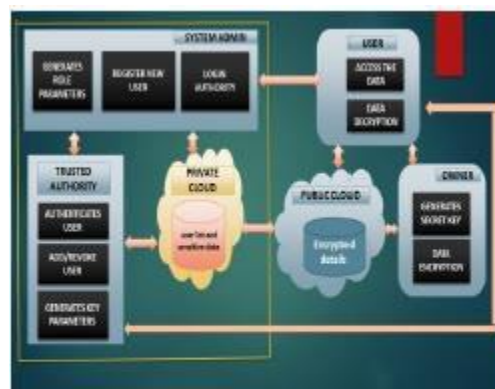 SYSTEM ADMIN
GENERATES
ROLE
PARAMETERS
REGISTER NEW
USER
LOGIN
AUTHORITY
USER
ACCESS THE
DATA
DATA
DECRYPTION
TRUSTED
AUTHORITY
AUTHENTICATES
USER
ADD/REVOKE
USER
GENERATES KEY
PARAMETERS
PRIVATE
CLOUD
user list and
sensitive data
PUBLIC CLOUD
Encrypted
details
OWNER
GENERATES
SECRET KEY
DATA
ENCRYPTION